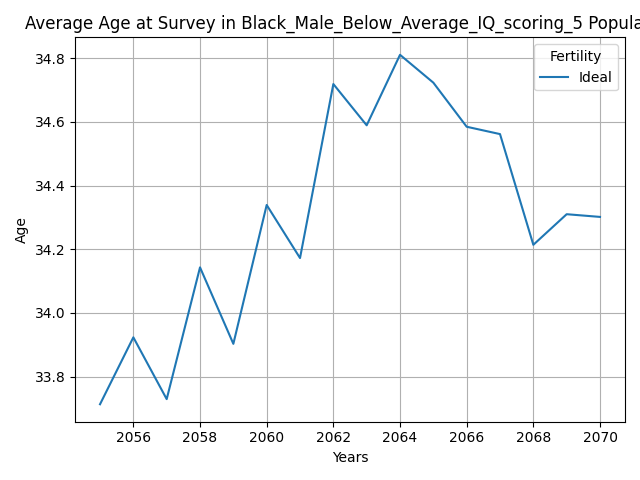 Average Age at Survey in Black_Male_Below_Average_IQ_scoring_5 Popula
Fertility
Ideal
34.8
34.6
34.4
34.2
34.0
33.8
Age
2056 2058 2060 2062 2064 2066 2068 2070
Years